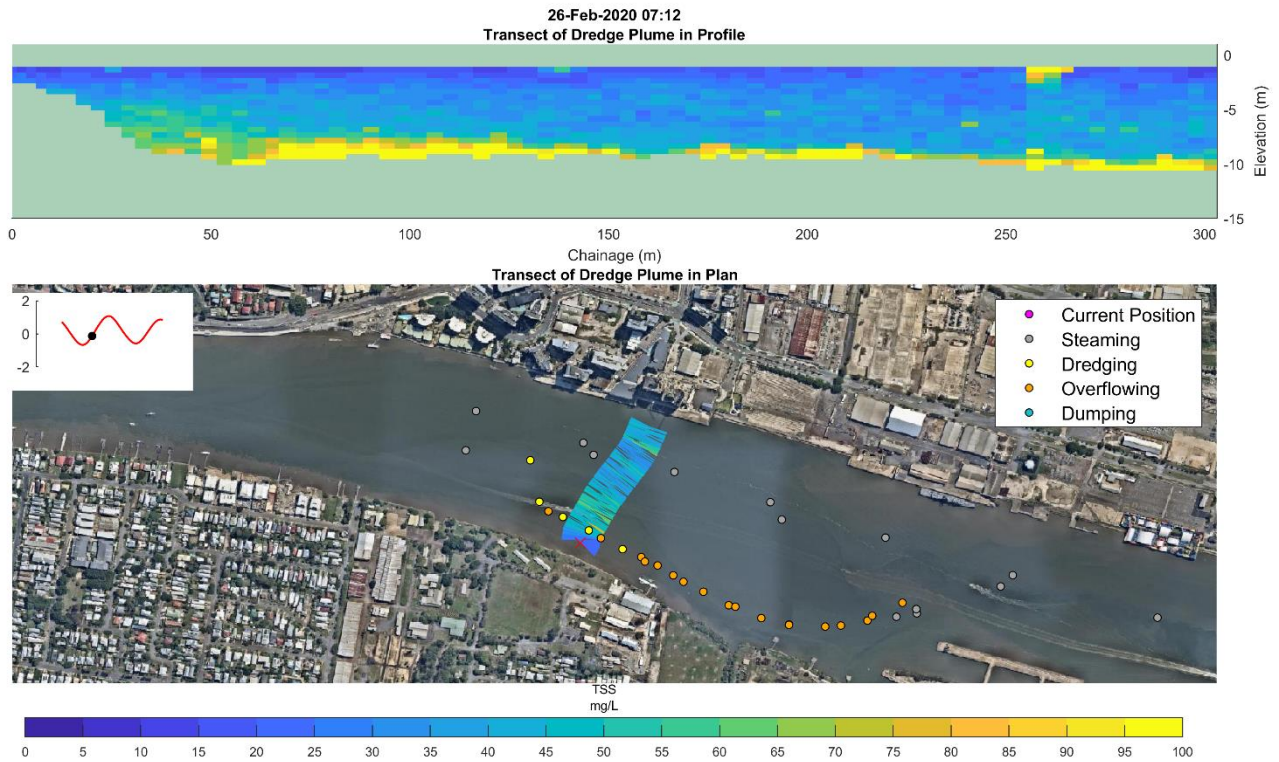 26-Feb-2020 07:12
Transect of Dredge Plume in Profile
0
-5
-10
-15
Elevation (m)
0 50 100 150 200 250 300
Chainage (m)
Transect of Dredge Plume in Plan
2
0
-2
Current Position
Steaming
Dredging
Overflowing
Dumping
TSS
mg/L
0 5 10 15 20 25 30 35 40 45 50 55 60 65 70 75 80 85 90 95 100